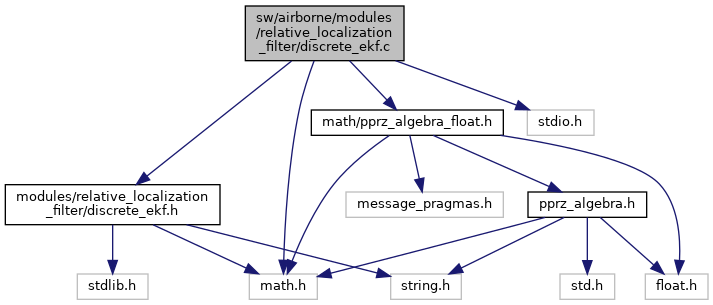 sw/airborne/modules
/relative_localization
_filter/discrete_ekf.c
math/pprz_algebra_float.h
stdio.h
modules/relative_localization
_filter/discrete_ekf.h
message_pragmas.h
pprz_algebra.h
stdlib.h
math.h
string.h
std.h
float.h